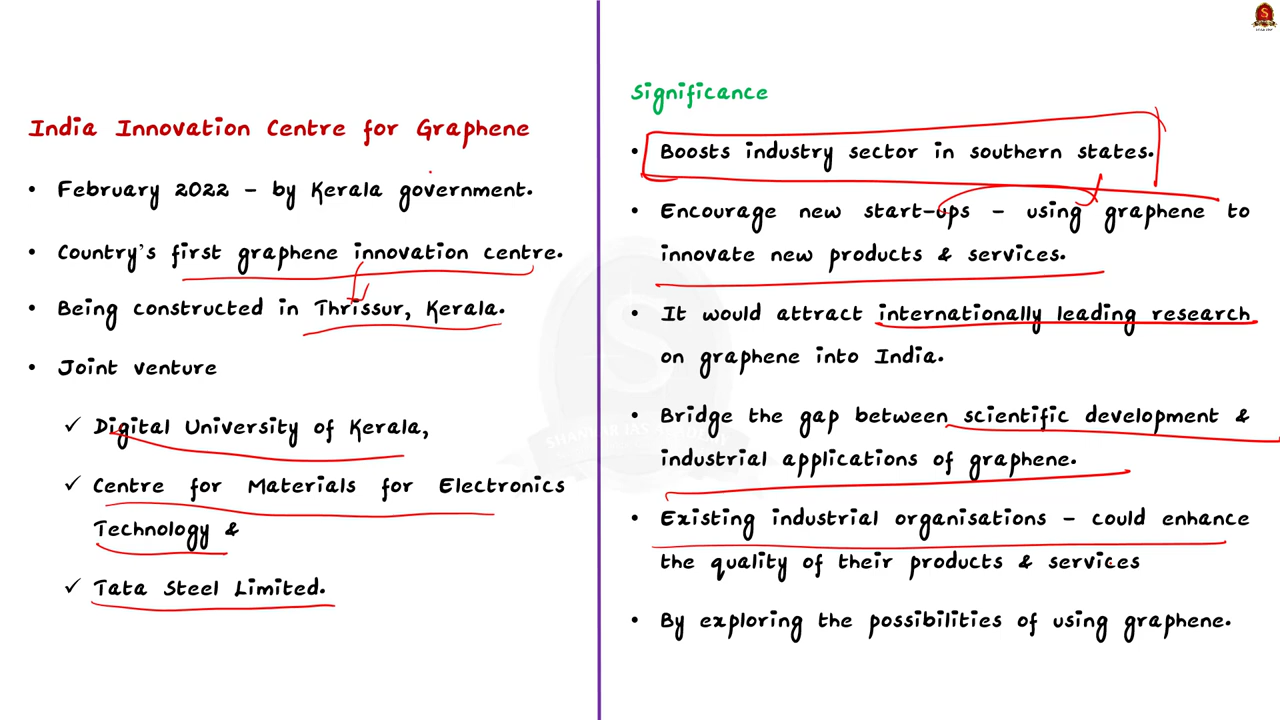 India Innovation Centre for Graphene
• February 2022 - by Kerala government.
• Country's first graphene innovation centre.
• Being constructed in Thrissur, Kerala.
• Joint venture
✓ Digital University of Kerala,
✓ Centre for Materials for Electronics
Technology &
✓ Tata Steel Limited.
Significance
• Boosts industry sector in southern states.
• Encourage new start-ups - using graphene to
innovate new products & services.
• It would attract internationally leading research
on graphene into India.
• Bridge the gap between scientific development &
industrial applications of graphene.
• Existing industrial organisations - could enhance
the quality of their products & services
• By exploring the possibilities of using graphene.
SHANKAR IAS ACADEMY